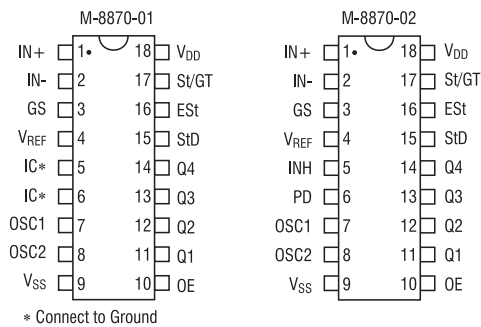 M-8870-01 M-8870-02
IN+ 1 18 VDD IN+ 1 18 VDD
IN- 2 17 St/GT IN- 2 17 St/GT
GS 3 16 ESt GS 3 16 ESt
VREF 4 15 StD VREF 4 15 StD
IC* 5 14 Q4 INH 5 14 Q4
IC* 6 13 Q3 PD 6 13 Q3
OSC1 7 12 Q2 OSC1 7 12 Q2
OSC2 8 11 Q1 OSC2 8 11 Q1
VSS 9 10 OE VSS 9 10 OE
* Connect to Ground